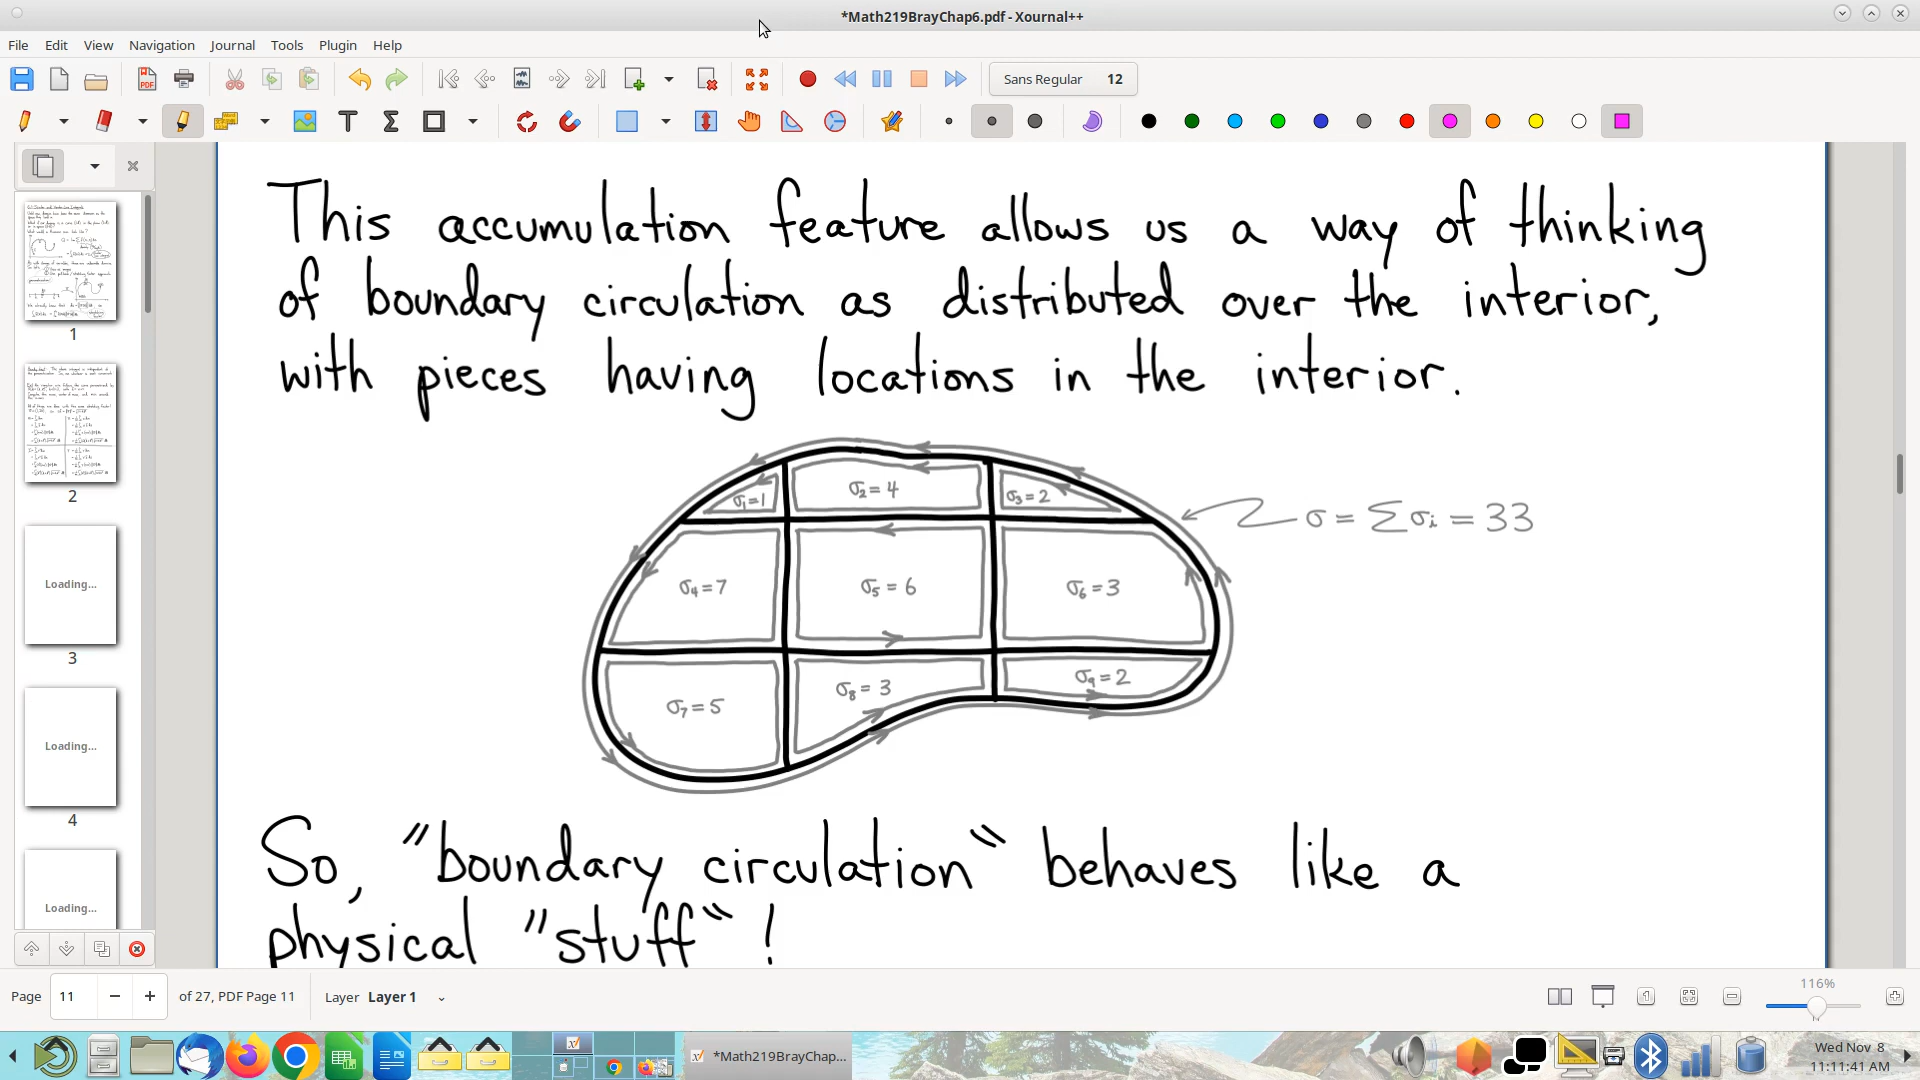 *Math219BrayChap6.pdf - Xournal++
File Edit View Navigation Journal Tools Plugin Help
Sans Regular 12
This accumulation feature allows us a way of thinking
of boundary circulation as distributed over the interior,
with pieces having locations in the interior.
σ₁=1 σ₂=4 σ₃=2
σ = Σσᵢ = 33
σ₄=7 σ₅=6 σ₆=3
σ₇=5 σ₈=3 σ₉=2
So, "boundary circulation" behaves like a
physical "stuff"!
1
2
Loading...
3
Loading...
4
Loading...
Page 11 of 27, PDF Page 11 Layer Layer 1
116%
*Math219BrayChap...
Wed Nov 8
11:11:41 AM